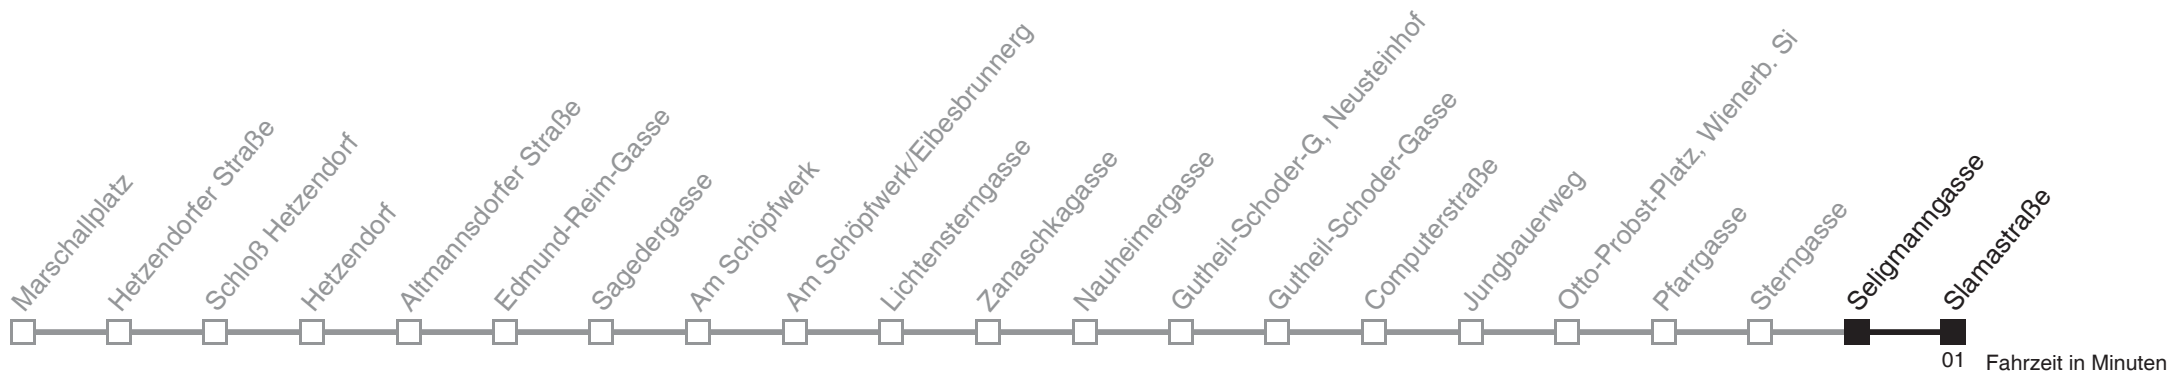 Marschallplatz
Hetzendorfer Straße
Schloß Hetzendorf
Hetzendorf
Altmannsdorfer Straße
Edmund-Reim-Gasse
Sagedergasse
Am Schöpfwerk
Am Schöpfwerk/Eibesbrunnerg
Lichtensterngasse
Zanaschkagasse
Nauheimergasse
Gutheil-Schoder-G, Neusteinhof
Gutheil-Schoder-Gasse
Computerstraße
Jungbauerweg
Otto-Probst-Platz, Wienerb. Si
Pfarrgasse
Sterngasse
Seligmanngasse
Slamastraße
01 Fahrzeit in Minuten